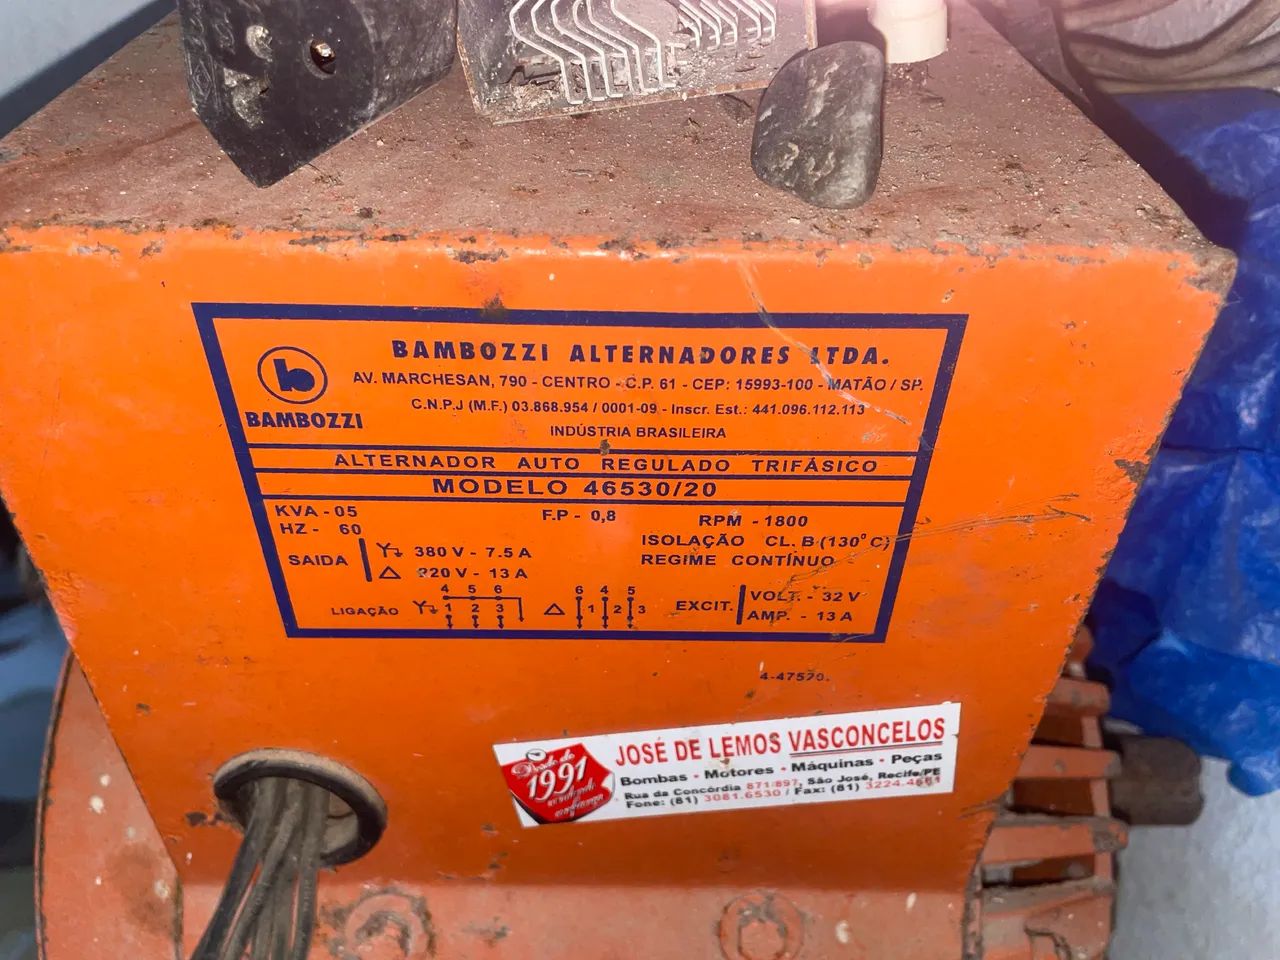 BAMBOZZI ALTERNADORES LTDA.
AV. MARCHESAN, 790 - CENTRO - C.P. 61 - CEP: 15993-100 - MATÃO / SP.
C.N.P.J (M.F.) 03.868.954 / 0001-09 - Inscr. Est.: 441.096.112.113
INDÚSTRIA BRASILEIRA
b
BAMBOZZI
ALTERNADOR AUTO REGULADO TRIFÁSICO
MODELO 46530/20
KVA - 05 F.P - 0,8 RPM - 1800
HZ - 60 ISOLAÇÃO CL. B (130°C)
SAIDA 380 V - 7.5 A REGIME CONTÍNUO
△ 220 V - 13 A
LIGAÇÃO 4 5 6 1 2 3 △ 6 4 5 1 2 3
EXCIT. VOLT. - 32 V
AMP. - 13 A
4-47520.
Desde de
1991
JOSÉ DE LEMOS VASCONCELOS
Bombas · Motores · Máquinas · Peças
Rua da Concórdia 871/897, São José, Recife/PE
Fone: (81) 3081.6530 / Fax: (81)